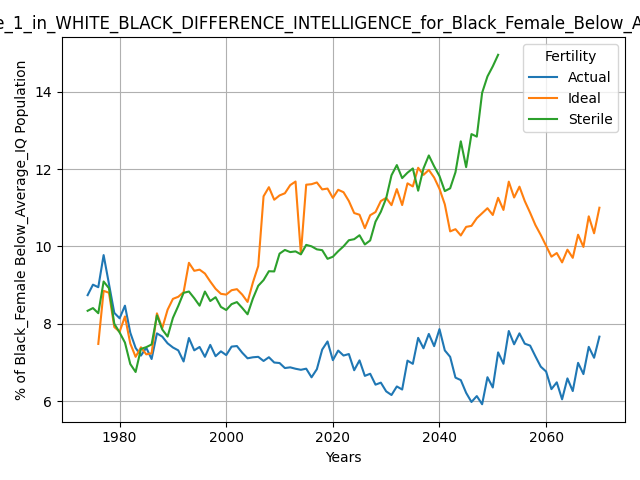 e_1_in_WHITE_BLACK_DIFFERENCE_INTELLIGENCE_for_Black_Female_Below_A
% of Black_Female Below_Average_IQ Population
14
12
10
8
6
Fertility
Actual
Ideal
Sterile
1980 2000 2020 2040 2060
Years